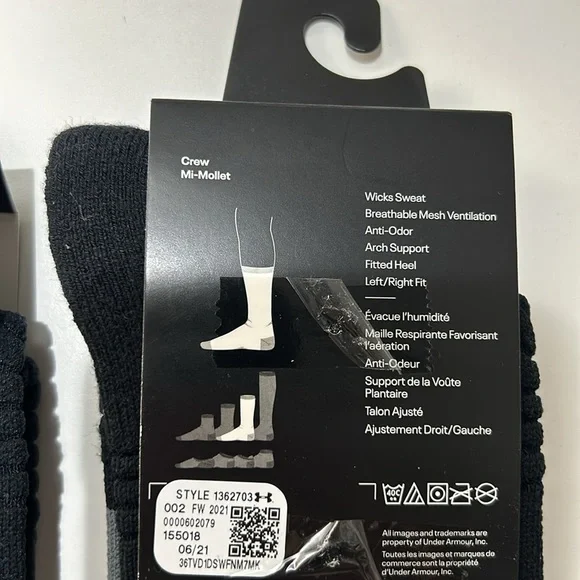 Crew
Mi-Mollet
Wicks Sweat
Breathable Mesh Ventilation
Anti-Odor
Arch Support
Fitted Heel
Left/Right Fit
Évacue l'humidité
Maille Respirante Favorisant
l'aération
Anti-Odeur
Support de la Voûte
Plantaire
Talon Ajusté
Ajustement Droit/Gauche
40C
STYLE 1362703
002 FW 2021
0000602079
155018
06/21
36TVD1DSWFNM7MK
All images and trademarks are
property of Under Armour, Inc.
Toutes les images et marques de
commerce sont la propriété
d'Under Armour, Inc.